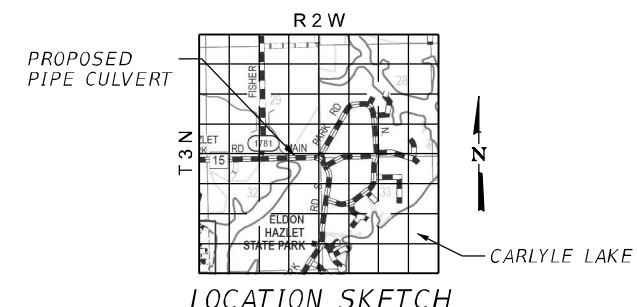 R 2 W
PROPOSED
PIPE CULVERT
T 3 N
FISHER
28
29
PARK RD
N
1781
RD MAIN
15
32
33
RD S
ELDON
HAZLET
STATE PARK
N
CARLYLE LAKE
LOCATION SKETCH